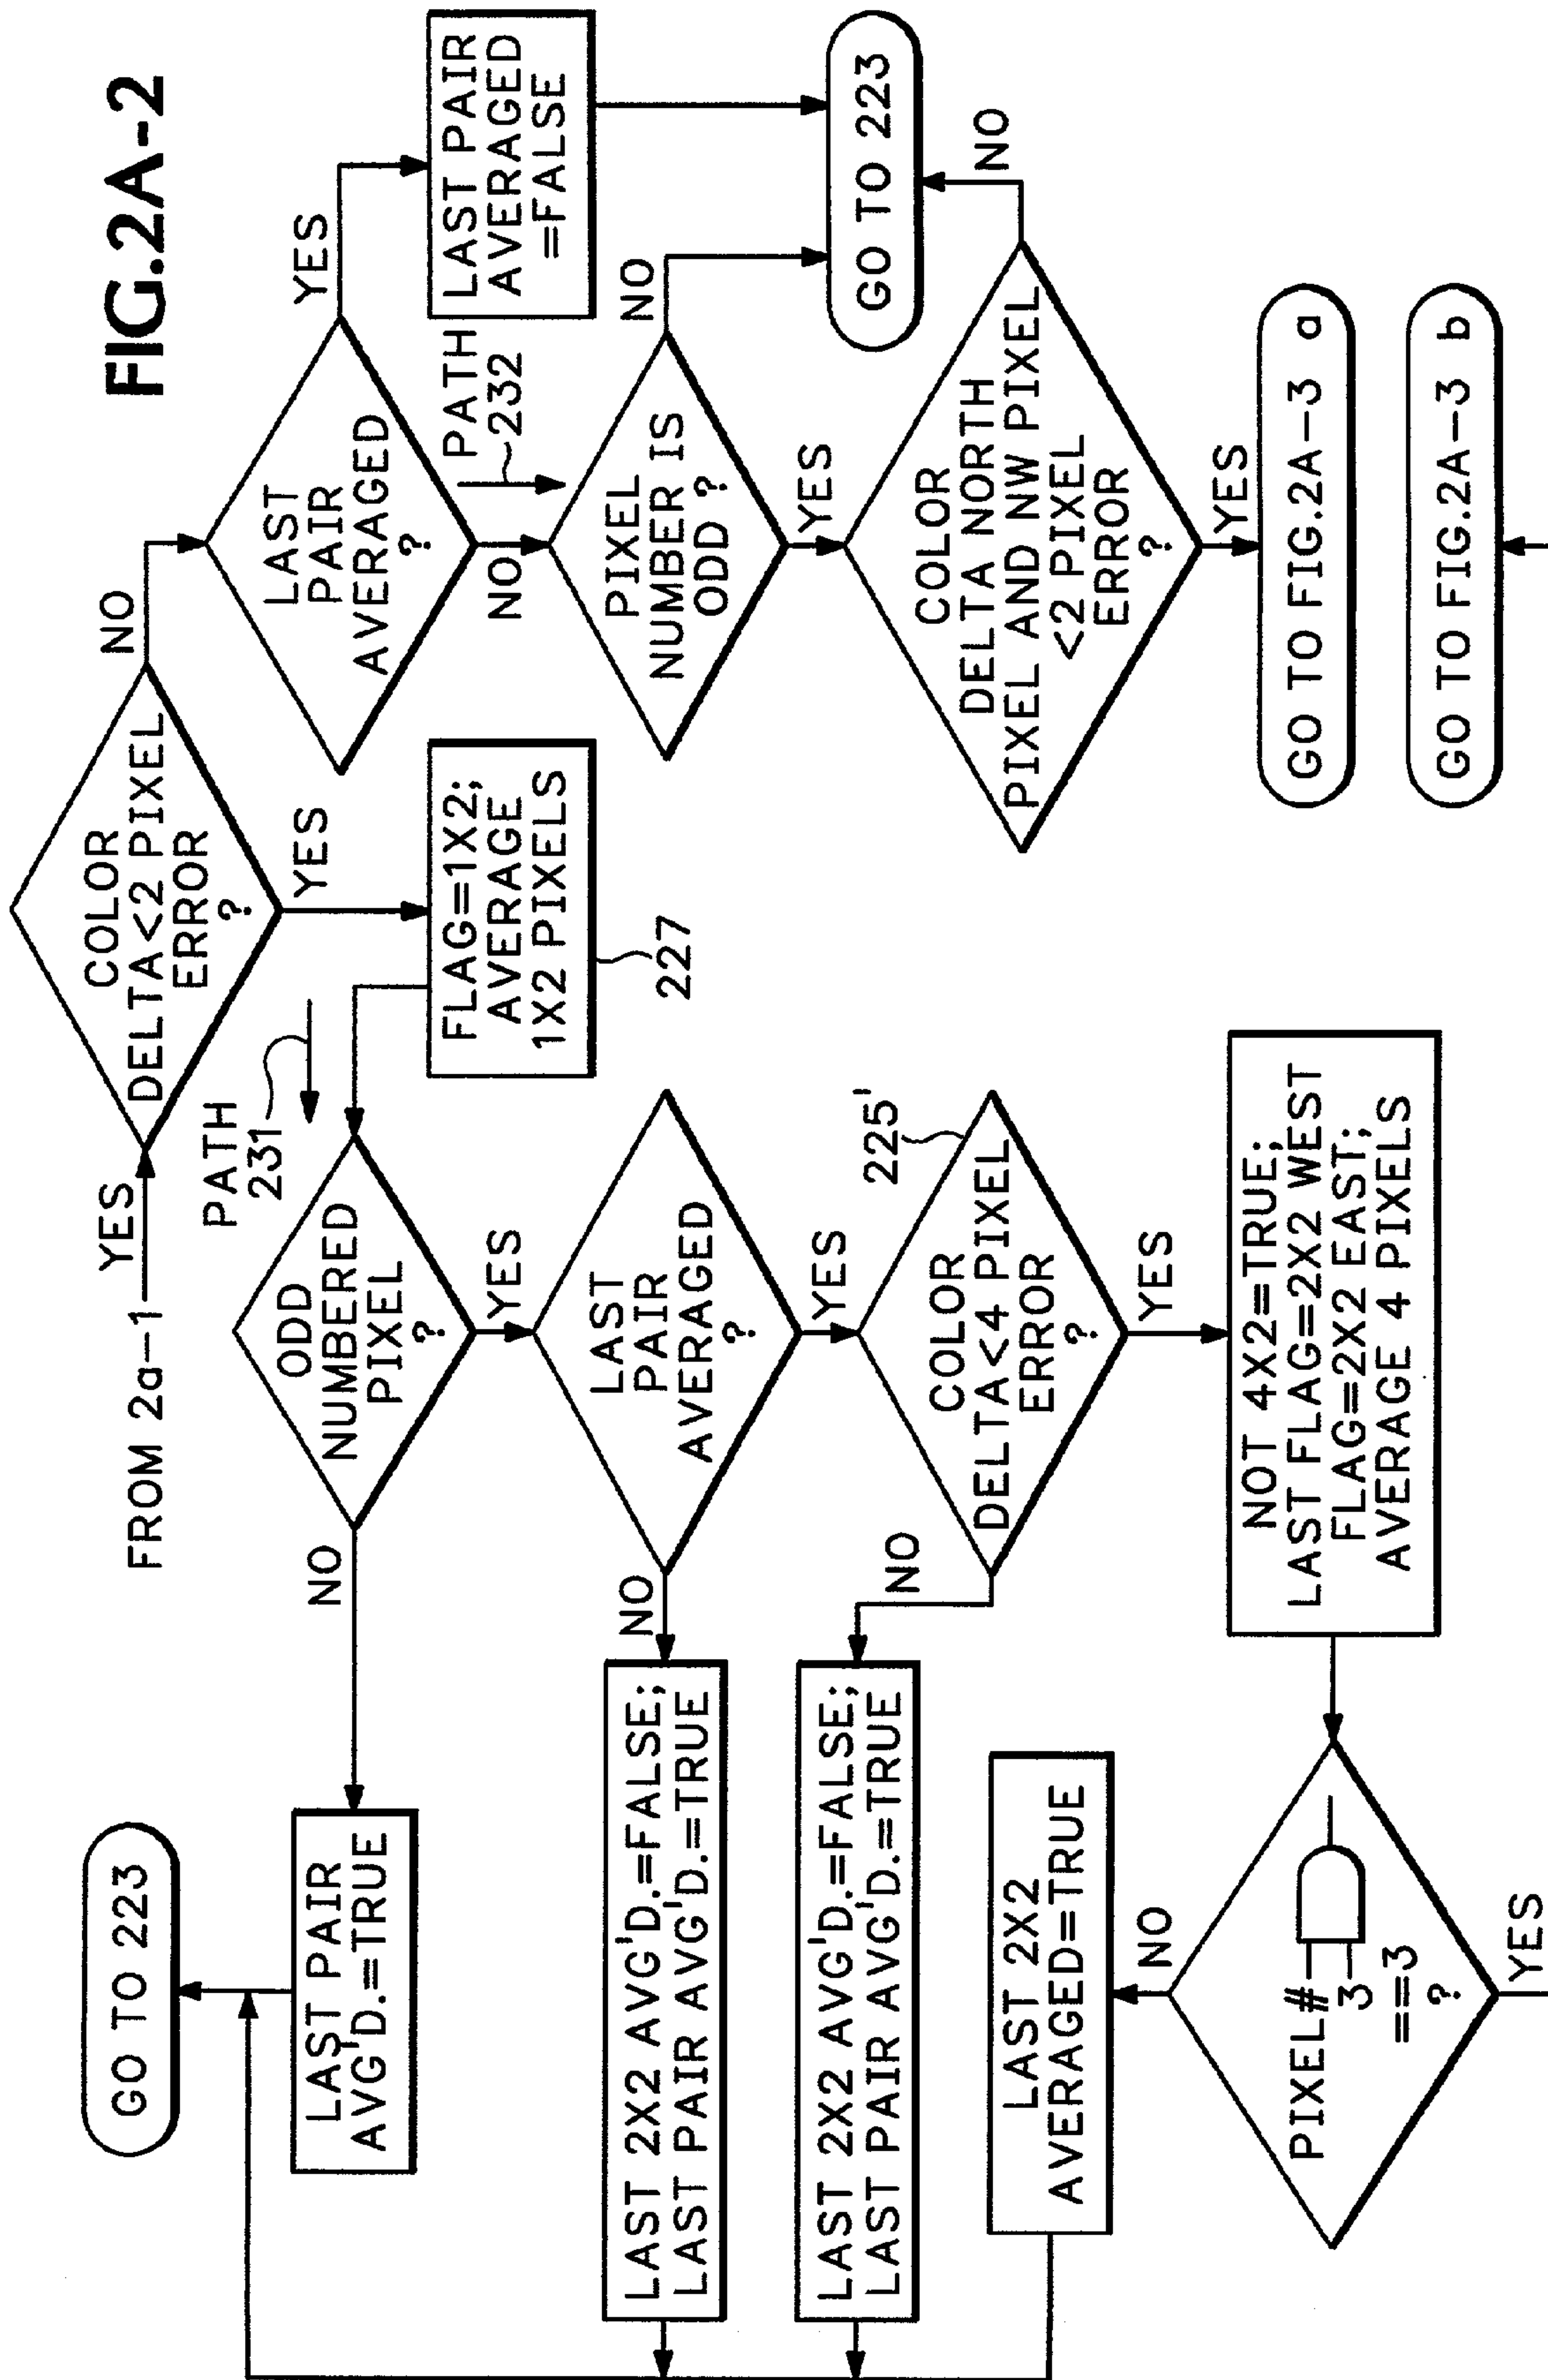 FIG.2A-2
FROM 2a-1 YES
COLOR
DELTA<2 PIXEL
ERROR
?
NO
YES
LAST
PAIR
AVERAGED
?
YES
NO
LAST PAIR
AVERAGED
=FALSE
PATH
232
PIXEL
NUMBER IS
ODD ?
NO
YES
GO TO 223
COLOR
DELTA NORTH
PIXEL AND NW PIXEL
<2 PIXEL
ERROR
?
NO
YES
GO TO FIG.2A-3 a
GO TO FIG.2A-3 b
FLAG=1X2;
AVERAGE
1X2 PIXELS
227
PATH
231
ODD
NUMBERED
PIXEL
?
NO
YES
LAST PAIR
AVG'D.=TRUE
GO TO 223
LAST
PAIR
AVERAGED
?
NO
YES
LAST 2X2 AVG'D.=FALSE;
LAST PAIR AVG'D.=TRUE
225'
COLOR
DELTA<4 PIXEL
ERROR
?
NO
YES
LAST 2X2 AVG'D.=FALSE;
LAST PAIR AVG'D.=TRUE
NOT 4X2=TRUE;
LAST FLAG=2X2 WEST
FLAG=2X2 EAST;
AVERAGE 4 PIXELS
PIXEL#
3
==3
?
NO
YES
LAST 2X2
AVERAGED=TRUE